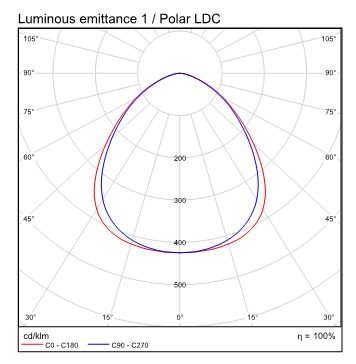 Luminous emittance 1 / Polar LDC
105° 105°
90° 90°
75° 75°
60° 60°
200
300
45° 45°
400
500
30° 15° 0° 15° 30°
cd/klm η = 100%
C0 - C180 C90 - C270